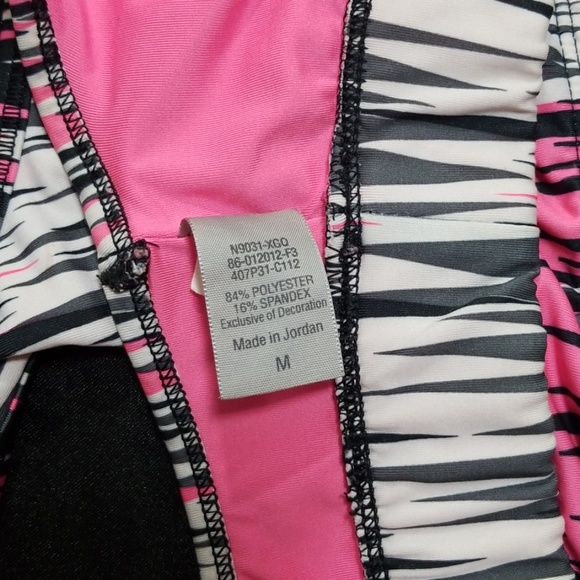 N9031-XGQ
86-012012-F3
407P31-C112
84% POLYESTER
16% SPANDEX
Exclusive of Decoration
Made in Jordan
M